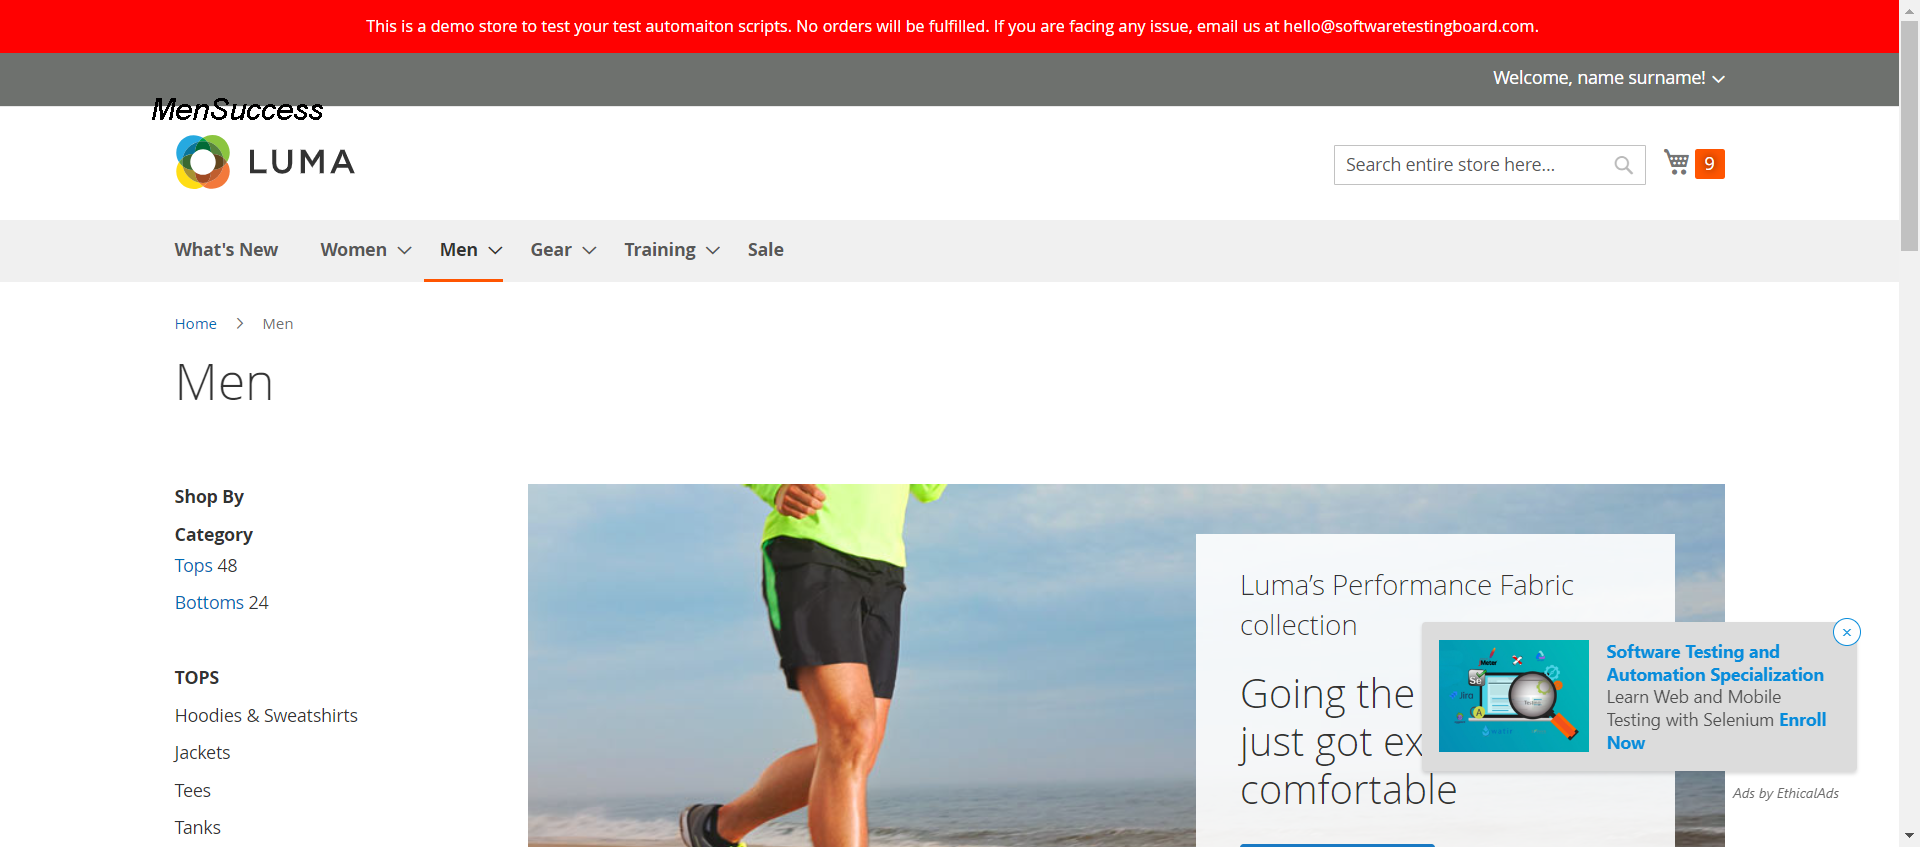 This is a demo store to test your test automaiton scripts. No orders will be fulfilled. If you are facing any issue, email us at hello@softwaretestingboard.com.
Welcome, name surname!
MenSuccess
LUMA
Search entire store here...
9
What's New Women Men Gear Training Sale
Home > Men
Men
Shop By
Category
Tops 48
Bottoms 24
TOPS
Hoodies & Sweatshirts
Jackets
Tees
Tanks
Luma's Performance Fabric
collection
Going the
just got ex
comfortable
Software Testing and
Automation Specialization
Learn Web and Mobile
Testing with Selenium Enroll
Now
Ads by EthicalAds